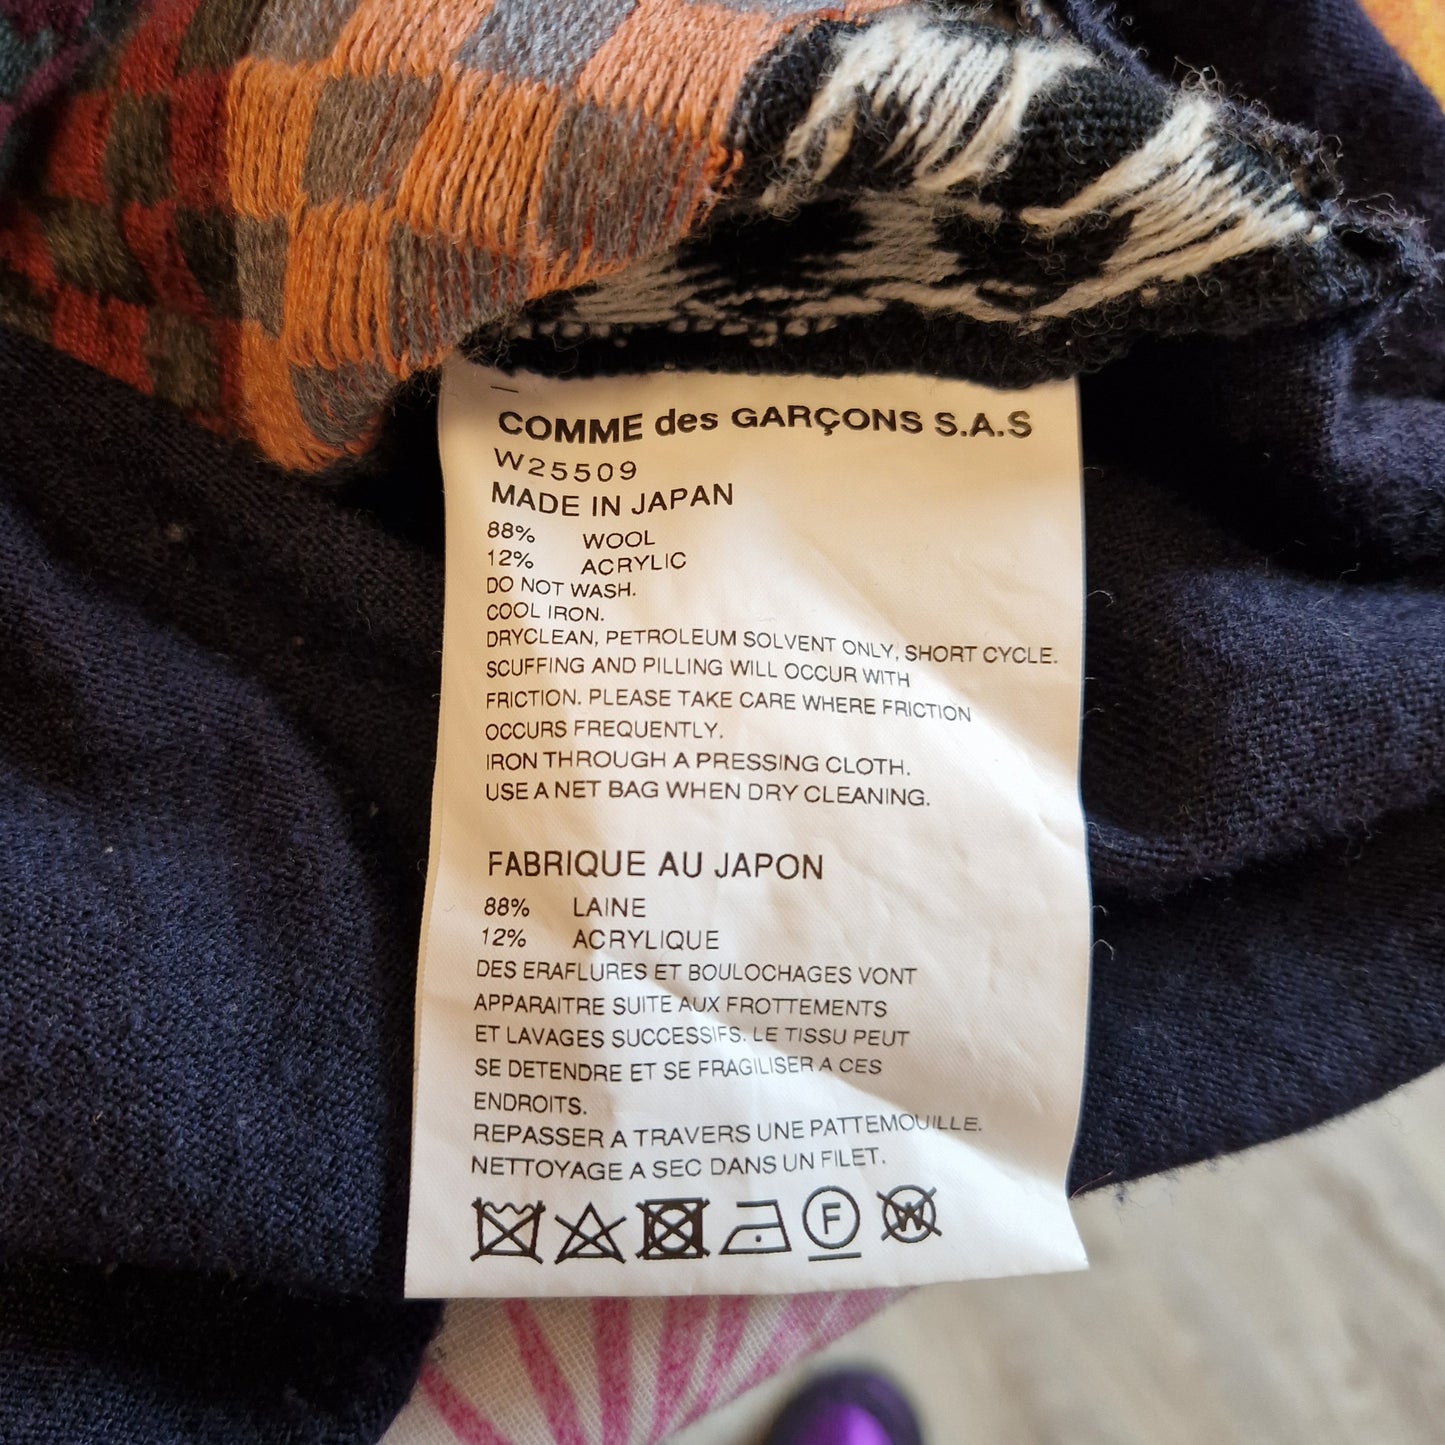 COMME des GARÇONS S.A.S
W25509
MADE IN JAPAN
88% WOOL
12% ACRYLIC
DO NOT WASH.
COOL IRON.
DRYCLEAN, PETROLEUM SOLVENT ONLY, SHORT CYCLE.
SCUFFING AND PILLING WILL OCCUR WITH
FRICTION. PLEASE TAKE CARE WHERE FRICTION
OCCURS FREQUENTLY.
IRON THROUGH A PRESSING CLOTH.
USE A NET BAG WHEN DRY CLEANING.
FABRIQUE AU JAPON
88% LAINE
12% ACRYLIQUE
DES ERAFLURES ET BOULOCHAGES VONT
APPARAITRE SUITE AUX FROTTEMENTS
ET LAVAGES SUCCESSIFS. LE TISSU PEUT
SE DETENDRE ET SE FRAGILISER A CES
ENDROITS.
REPASSER A TRAVERS UNE PATTEMOUILLE.
NETTOYAGE A SEC DANS UN FILET.
F W